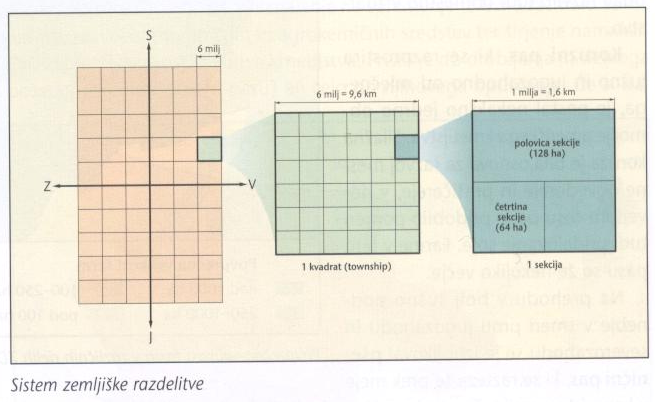 S
6 milj
6 milj = 9,6 km
1 milja = 1,6 km
polovica sekcije
(128 ha)
Z
V
četrtina
sekcije
(64 ha)
1 kvadrat (township)
1 sekcija
J
Sistem zemljiške razdelitve